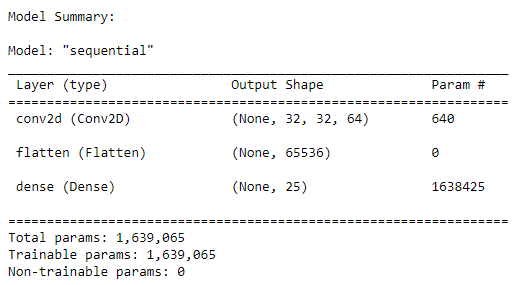 Model Summary:
Model: "sequential"
_________________________________________________________________
Layer (type) Output Shape Param #
=================================================================
conv2d (Conv2D) (None, 32, 32, 64) 640
flatten (Flatten) (None, 65536) 0
dense (Dense) (None, 25) 1638425
=================================================================
Total params: 1,639,065
Trainable params: 1,639,065
Non-trainable params: 0